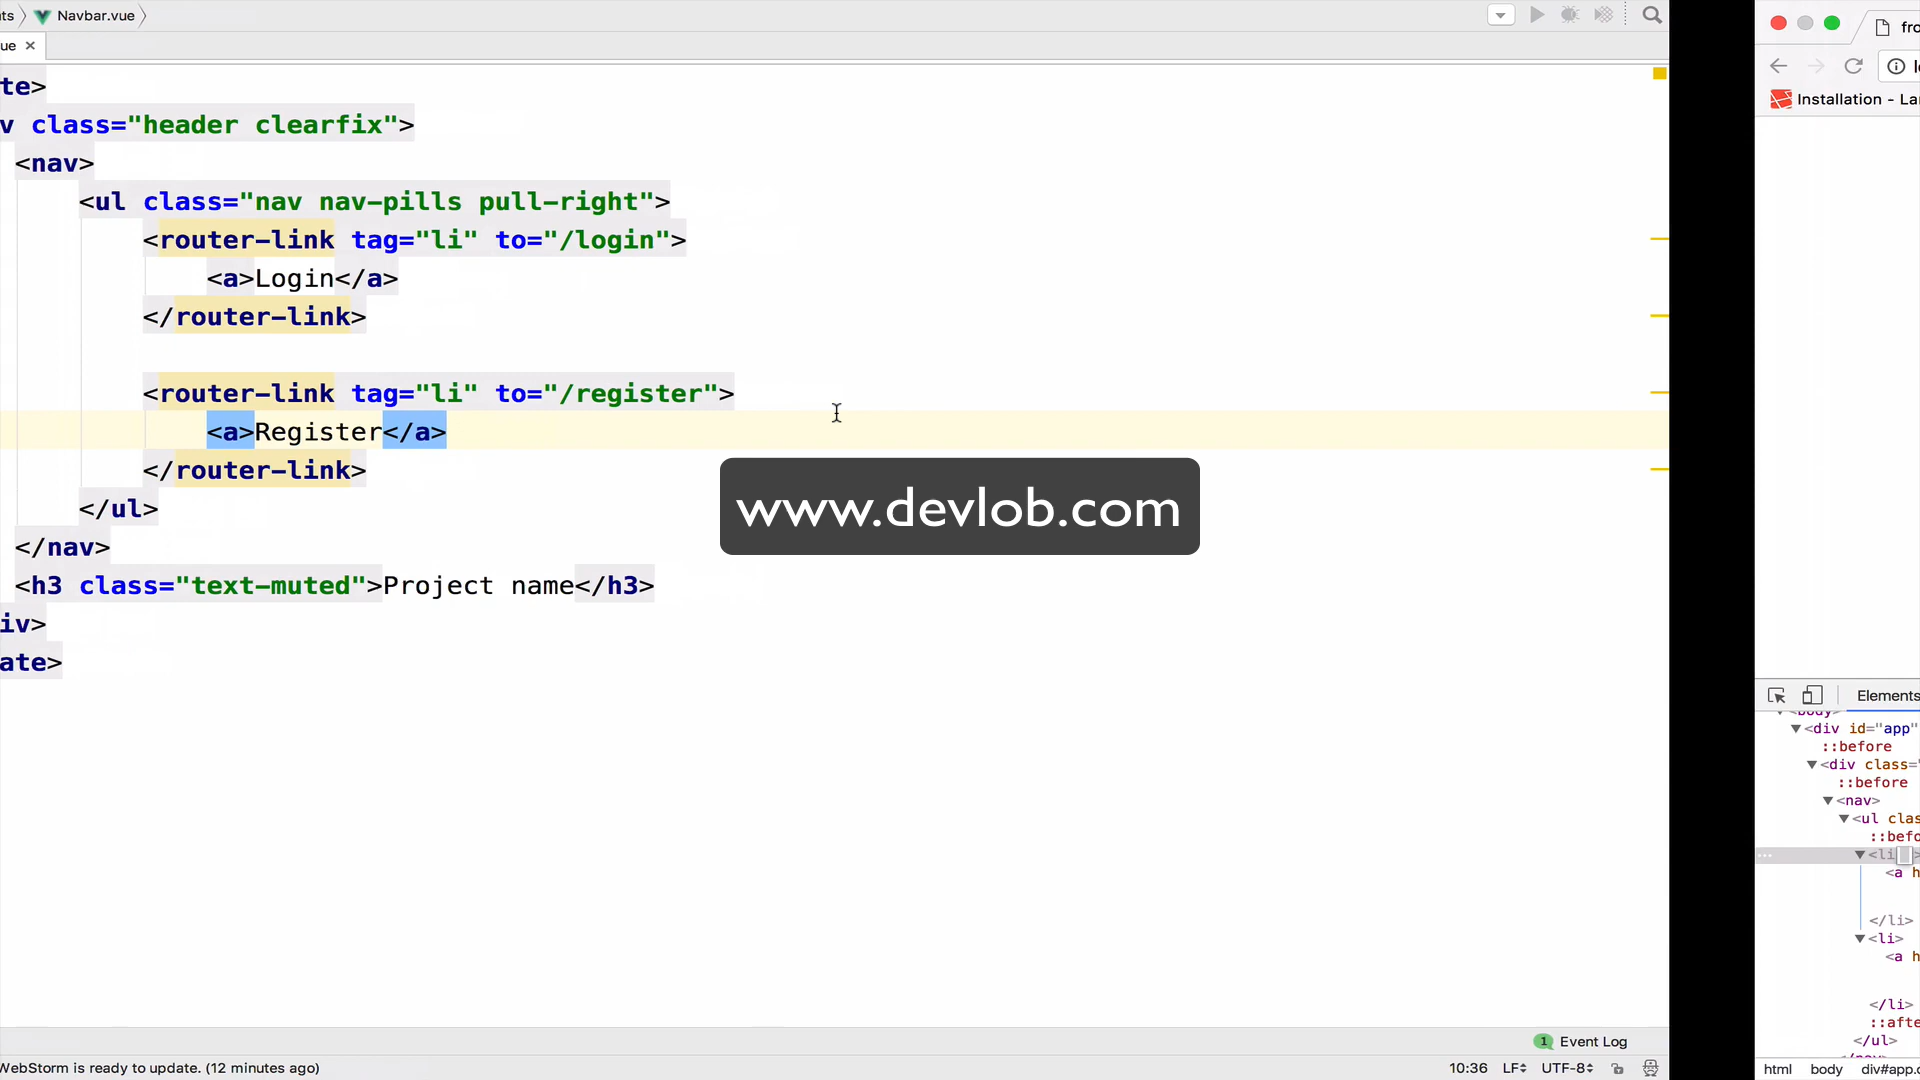 ts Navbar.vue
ue
te>
v class="header clearfix">
<nav>
<ul class="nav nav-pills pull-right">
<router-link tag="li" to="/login">
<a>Login</a>
</router-link>
<router-link tag="li" to="/register">
<a>Register</a>
</router-link>
</ul>
</nav>
<h3 class="text-muted">Project name</h3>
iv>
ate>
www.devlob.com
1 Event Log
WebStorm is ready to update. (12 minutes ago)
10:36 LF UTF-8
fro
Installation - Lar
Elements
<body>
<div id="app"
::before
<div class="
::before
<nav>
<ul clas
::befo
<li >
<a h
</li>
<li>
<a h
</li>
::afte
</ul>
html body div#app.c